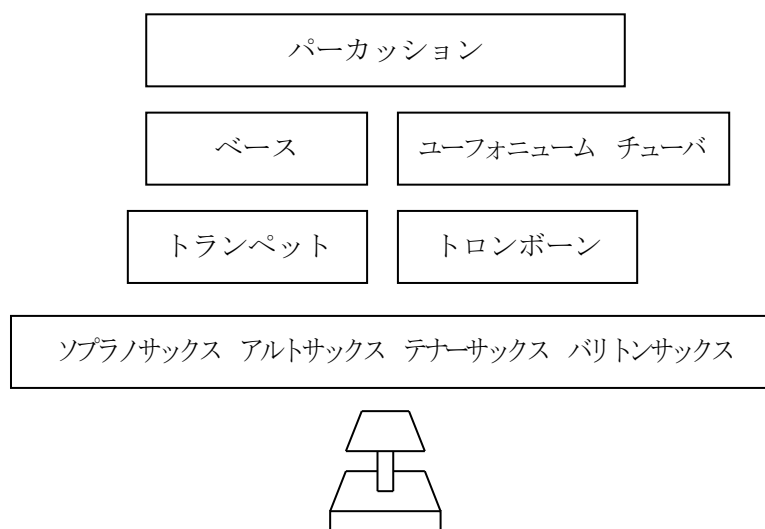 パーカッション
ベース
ユーフォニューム　チューバ
トランペット
トロンボーン
ソプラノサックス　アルトサックス　テナーサックス　バリトンサックス